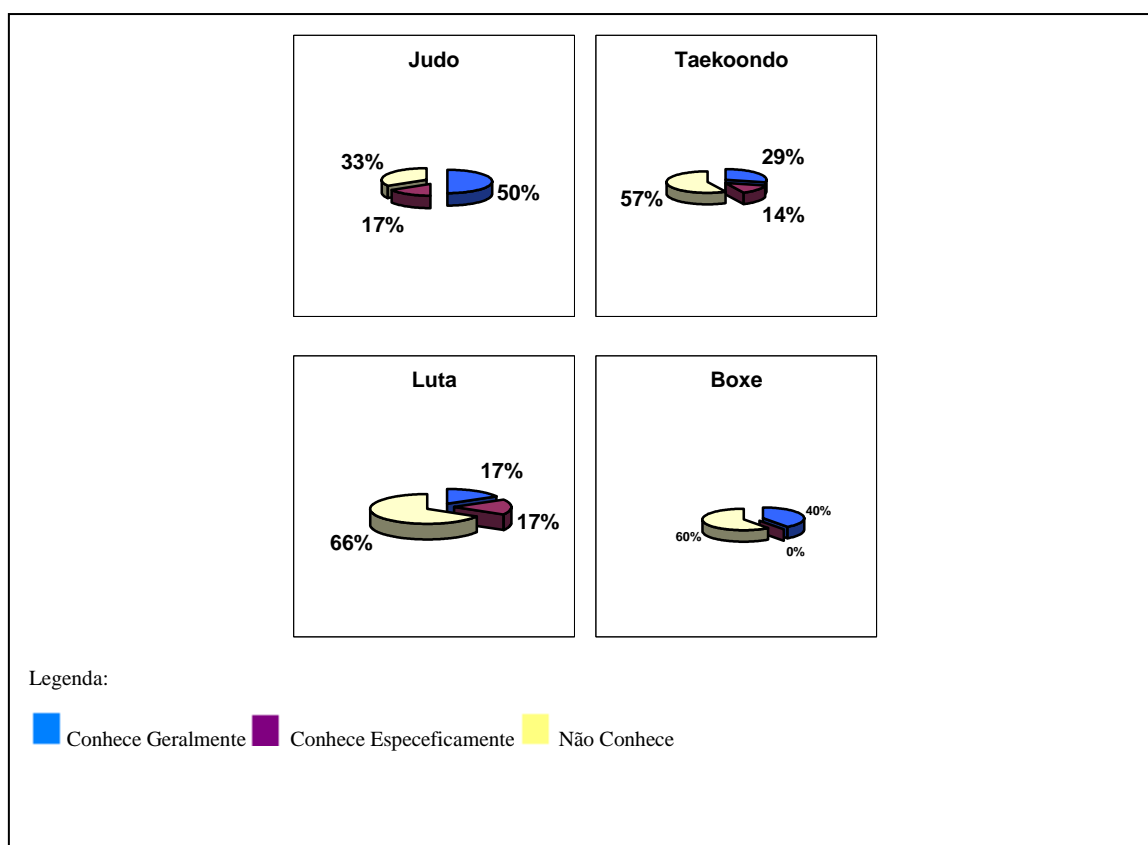 Judo
33%
50%
17%
Taekoondo
29%
57%
14%
Luta
17%
17%
66%
Boxe
40%
60%
0%
Legenda:
Conhece Geralmente Conhece Especeficamente Não Conhece